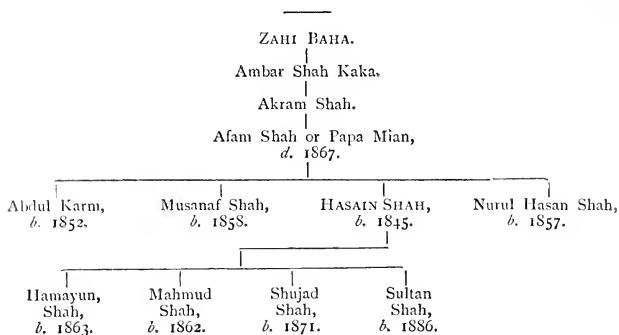 ZAHI BAHA.
Ambar Shah Kaka.
Akram Shah.
Afam Shah or Papa Mian,
d. 1867.
Abdul Karm, Musanaf Shah, HASAIN SHAH, Nurul Hasan Shah,
b. 1852. b. 1858. b. 1845. b. 1857.
Hamayun, Mahmud Shujad Sultan
Shah, Shah, Shah, Shah,
b. 1863. b. 1862. b. 1871. b. 1886.